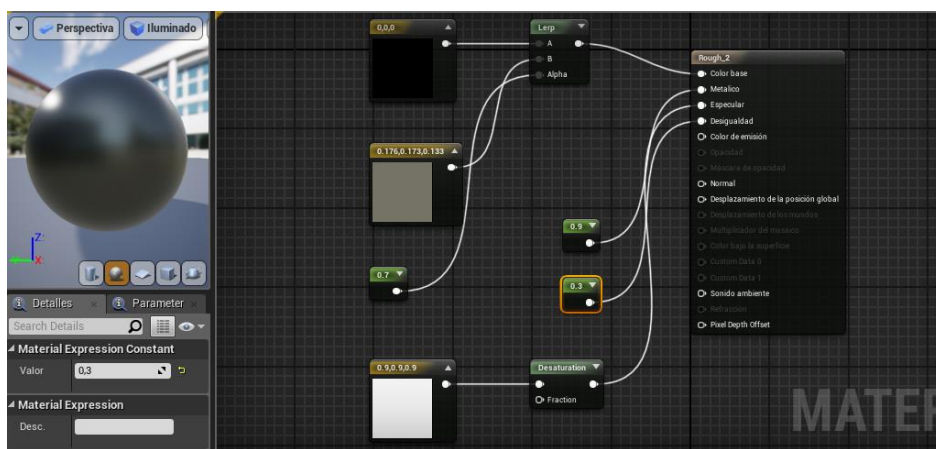 Perspectiva
Iluminado
Z
X
Detalles
Parameter
Search Details
Material Expression Constant
Valor
0,3
Material Expression
Desc.
0,0,0
0.176,0.173,0.133
0.7
0.9,0.9,0.9
Lerp
A
B
Alpha
0.9
0.3
Desaturation
Fraction
Rough_2
Color base
Metalico
Especular
Desigualdad
Color de emisión
Opacidad
Máscara de opacidad
Normal
Desplazamiento de la posición global
Desplazamiento de los mundos
Multiplicador del mosaico
Color bajo la superficie
Custom Data 0
Custom Data 1
Sonido ambiente
Refracción
Pixel Depth Offset
MATER